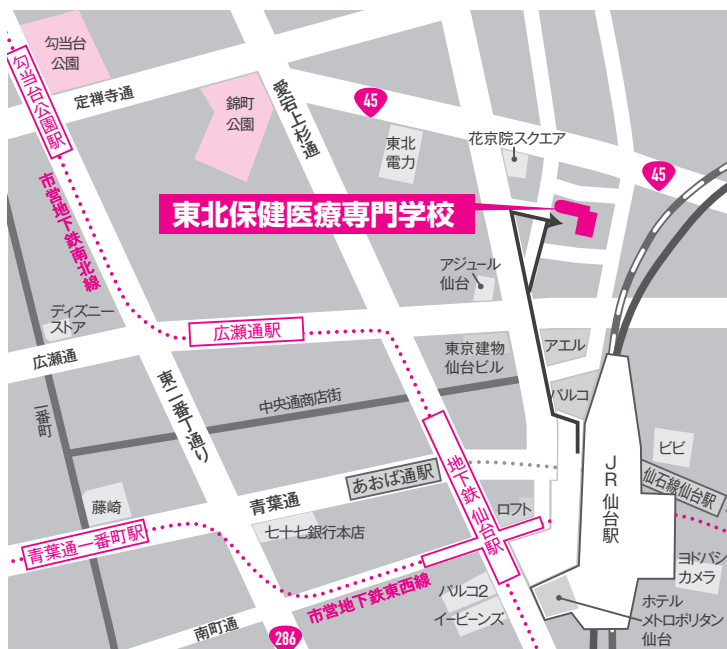 勾当台
公園
勾当台公園駅
定禅寺通
錦町
公園
愛宕上杉通
45
東北
電力
花京院スクエア
45
市営地下鉄南北線
東北保健医療専門学校
アジュール
仙台
ディズニー
ストア
広瀬通駅
広瀬通
東京建物
仙台ビル
アエル
一番町
東二番丁通り
中央通商店街
パルコ
地下鉄 仙台駅
JR仙台駅
ビビ
仙石線仙台駅
あおば通駅
青葉通
藤崎
ロフト
七十七銀行本店
青葉通一番町駅
ヨドバシ
カメラ
市営地下鉄東西線
パルコ2
イービーンズ
ホテル
メトロポリタン
仙台
南町通
286